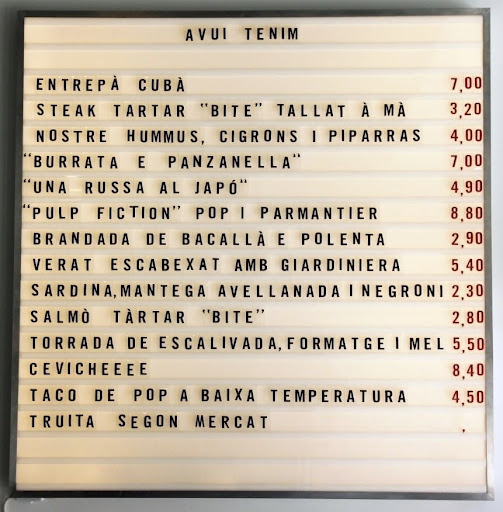 AVUI TENIM
ENTREPÀ CUBÀ 7,00
STEAK TARTAR "BITE" TALLAT À MÀ 3,20
NOSTRE HUMMUS, CIGRONS I PIPARRAS 4,00
"BURRATA E PANZANELLA" 7,00
"UNA RUSSA AL JAPÓ" 4,90
"PULP FICTION" POP I PARMANTIER 8,80
BRANDADA DE BACALLÀ E POLENTA 2,90
VERAT ESCABEXAT AMB GIARDINIERA 5,40
SARDINA,MANTEGA AVELLANADA I NEGRONI 2,30
SALMÒ TÀRTAR "BITE" 2,80
TORRADA DE ESCALIVADA, FORMATGE I MEL 5,50
CEVICHEEEE 8,40
TACO DE POP A BAIXA TEMPERATURA 4,50
TRUITA SEGON MERCAT ,